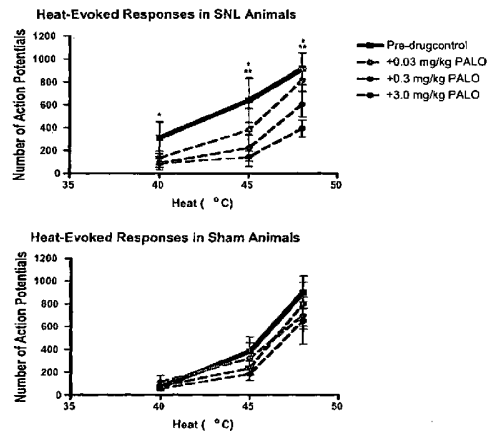 Heat-Evoked Responses in SNL Animals
Number of Action Potentials
1200
1000
800
600
400
200
0
35
40
45
50
Heat ( °C)
*
*
**
*
**
Pre-drugcontrol
+0.03 mg/kg PALO
+0.3 mg/kg PALO
+3.0 mg/kg PALO
Heat-Evoked Responses in Sham Animals
Number of Action Potentials
1200
1000
800
600
400
200
0
35
40
45
50
Heat ( °C)